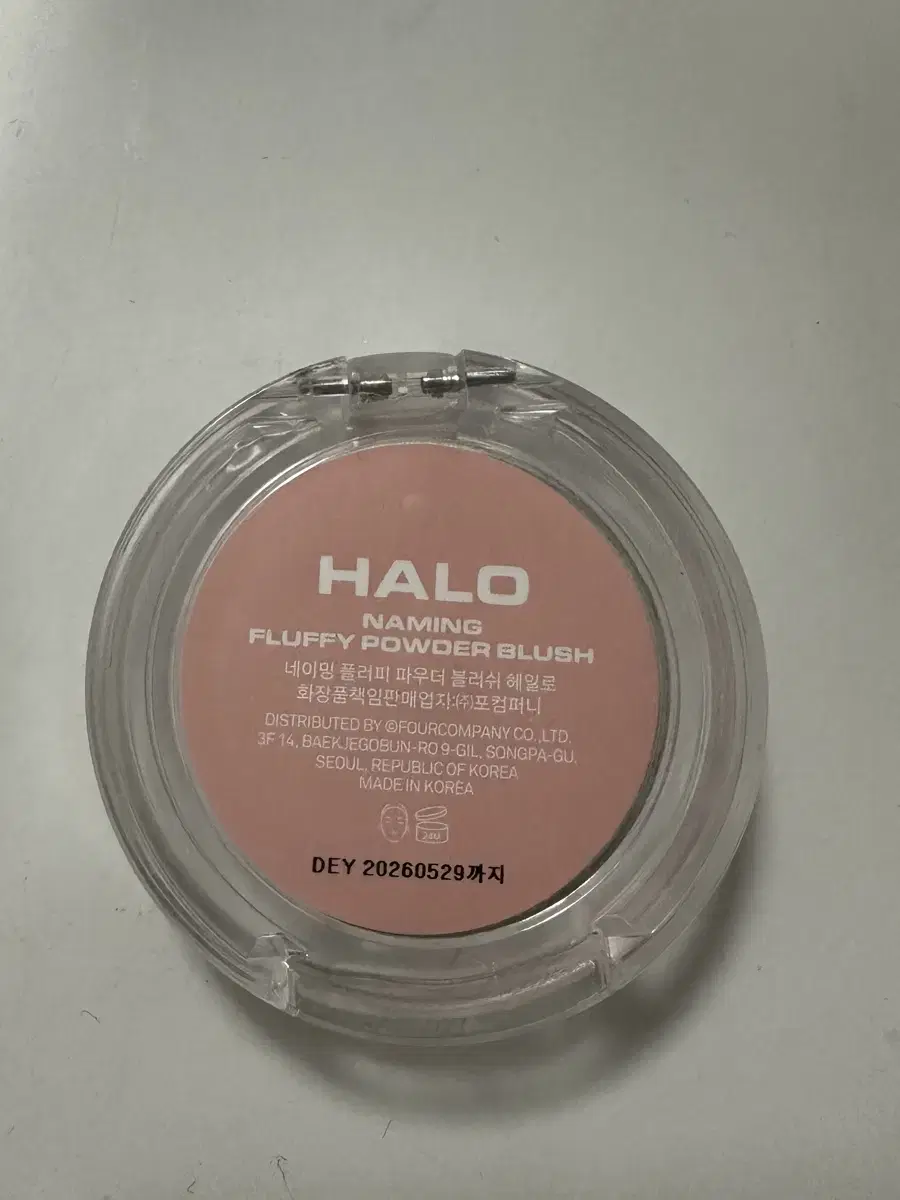 HALO
NAMING
FLUFFY POWDER BLUSH
네이밍 플러피 파우더 블러쉬 헤일로
화장품책임판매업자:㈜포컴퍼니
DISTRIBUTED BY ©FOURCOMPANY CO.,LTD.
3F 14, BAEKJEGOBUN-RO 9-GIL, SONGPA-GU,
SEOUL, REPUBLIC OF KOREA
MADE IN KOREA
24M
DEY 20260529까지